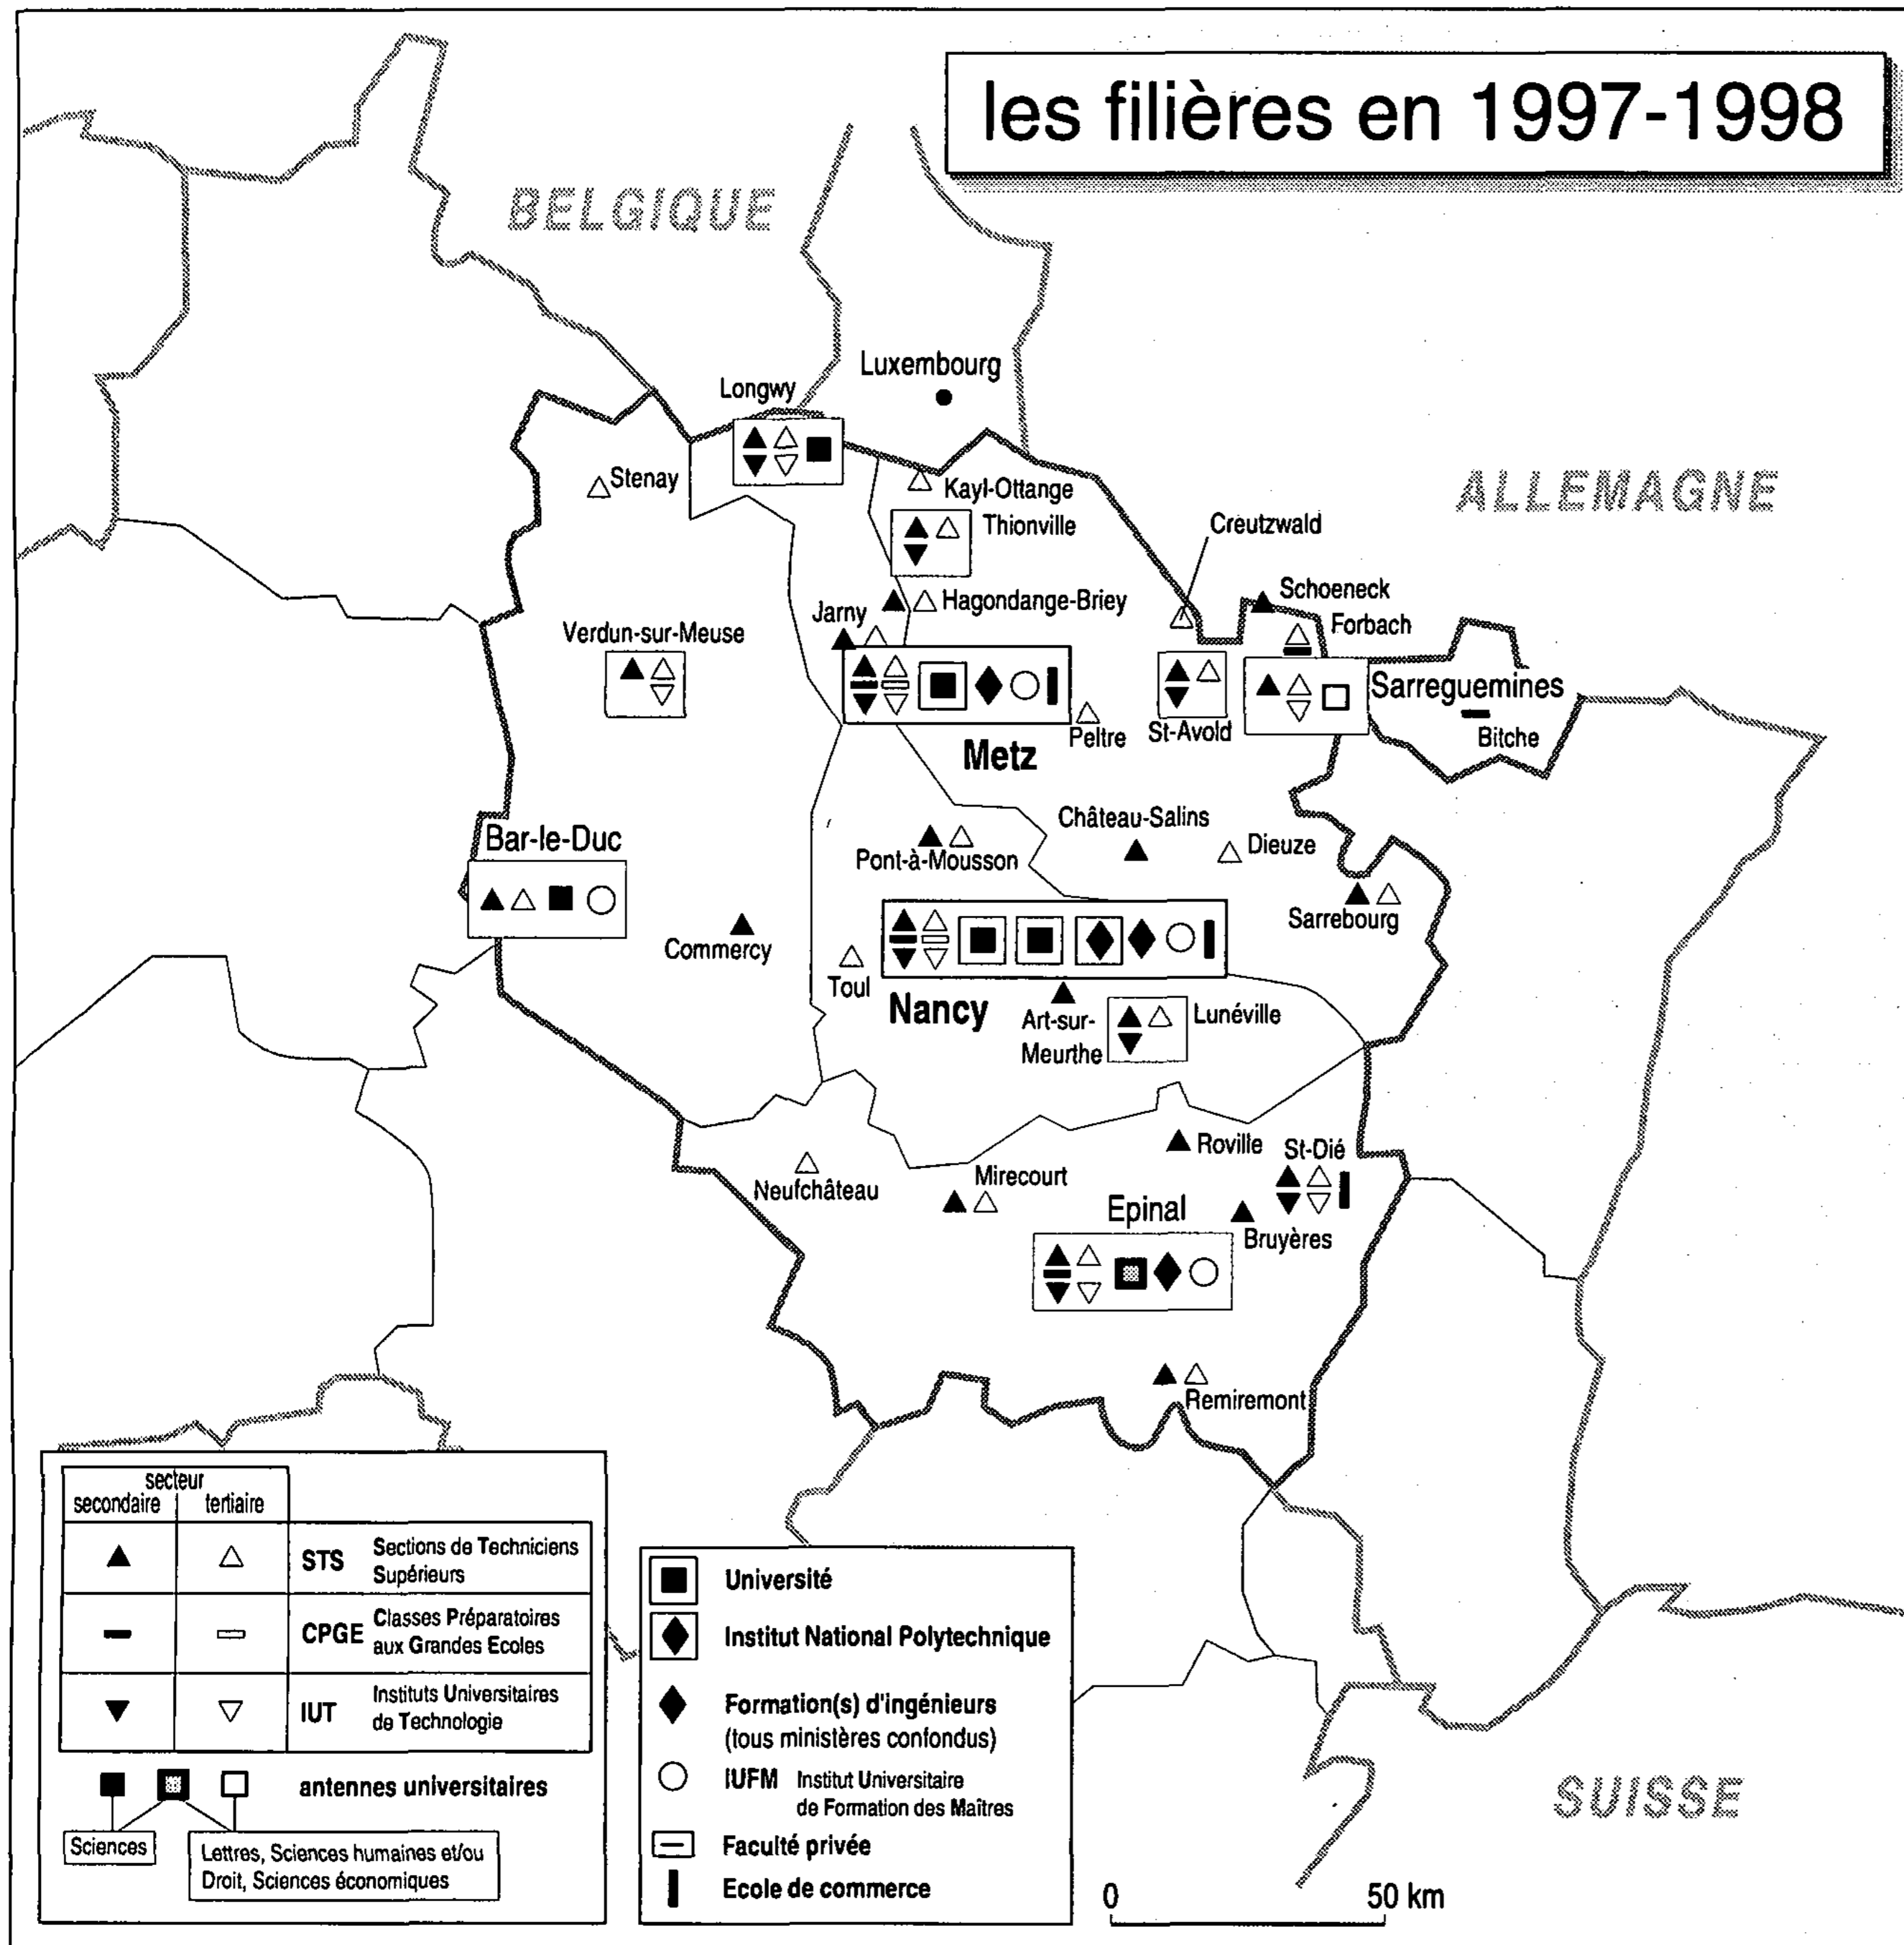 les filières en 1997-1998
BELGIQUE
Luxembourg
Longwy
Stenay
Kayl-Ottange
ALLEMAGNE
Thionville
Creutzwald
Schoeneck
Hagondange-Briey
Jarny
Forbach
Verdun-sur-Meuse
Sarreguemines
Peltre
St-Avold
Bitche
Metz
Château-Salins
Bar-le-Duc
Dieuze
Pont-à-Mousson
Sarrebourg
Commercy
Toul
Nancy
Art-sur-
Meurthe
Lunéville
Roville
St-Dié
Neufchâteau
Mirecourt
Epinal
Bruyères
Remiremont
secteur
secondaire
tertiaire
STS
Sections de Techniciens
Supérieurs
CPGE
Classes Préparatoires
aux Grandes Ecoles
IUT
Instituts Universitaires
de Technologie
antennes universitaires
Sciences
Lettres, Sciences humaines et/ou
Droit, Sciences économiques
Université
Institut National Polytechnique
Formation(s) d'ingénieurs
(tous ministères confondus)
IUFM Institut Universitaire
de Formation des Maîtres
Faculté privée
Ecole de commerce
SUISSE
0 50 km